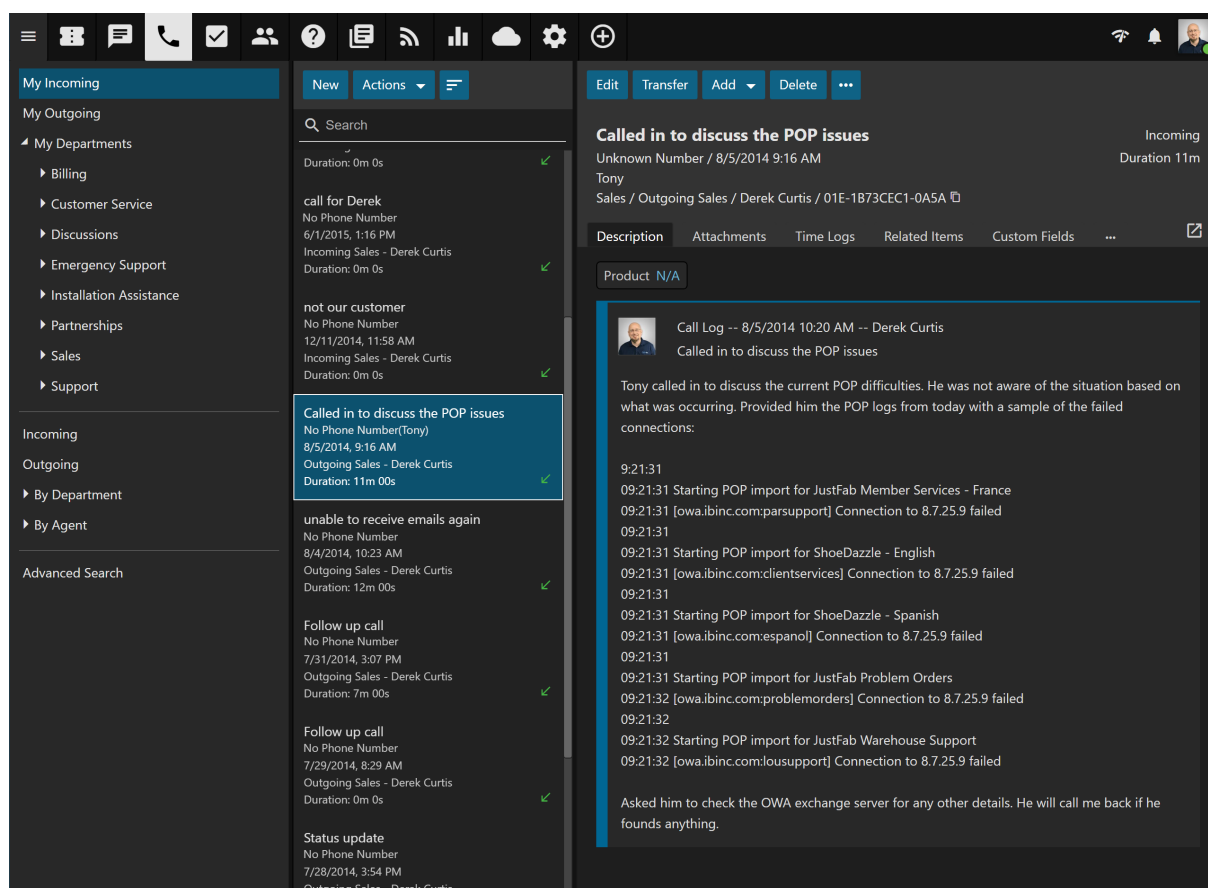 My Incoming
My Outgoing
My Departments
Billing
Customer Service
Discussions
Emergency Support
Installation Assistance
Partnerships
Sales
Support
Incoming
Outgoing
By Department
By Agent
Advanced Search
New
Actions
Search
Duration: 0m 0s
call for Derek
No Phone Number
6/1/2015, 1:16 PM
Incoming Sales - Derek Curtis
Duration: 0m 0s
not our customer
No Phone Number
12/11/2014, 11:58 AM
Incoming Sales - Derek Curtis
Duration: 0m 0s
Called in to discuss the POP issues
No Phone Number(Tony)
8/5/2014, 9:16 AM
Outgoing Sales - Derek Curtis
Duration: 11m 00s
unable to receive emails again
No Phone Number
8/4/2014, 10:23 AM
Outgoing Sales - Derek Curtis
Duration: 12m 00s
Follow up call
No Phone Number
7/31/2014, 3:07 PM
Outgoing Sales - Derek Curtis
Duration: 7m 00s
Follow up call
No Phone Number
7/29/2014, 8:29 AM
Outgoing Sales - Derek Curtis
Duration: 0m 0s
Status update
No Phone Number
7/28/2014, 3:54 PM
Outgoing Sales - Derek Curtis
Edit Transfer Add Delete
Called in to discuss the POP issues Incoming
Unknown Number / 8/5/2014 9:16 AM Duration 11m
Tony
Sales / Outgoing Sales / Derek Curtis / 01E-1B73CEC1-0A5A
Description Attachments Time Logs Related Items Custom Fields
Product N/A
Call Log -- 8/5/2014 10:20 AM -- Derek Curtis
Called in to discuss the POP issues
Tony called in to discuss the current POP difficulties. He was not aware of the situation based on
what was occurring. Provided him the POP logs from today with a sample of the failed
connections:
9:21:31
09:21:31 Starting POP import for JustFab Member Services - France
09:21:31 [owa.ibinc.com:parsupport] Connection to 8.7.25.9 failed
09:21:31
09:21:31 Starting POP import for ShoeDazzle - English
09:21:31 [owa.ibinc.com:clientservices] Connection to 8.7.25.9 failed
09:21:31
09:21:31 Starting POP import for ShoeDazzle - Spanish
09:21:31 [owa.ibinc.com:espanol] Connection to 8.7.25.9 failed
09:21:31
09:21:31 Starting POP import for JustFab Problem Orders
09:21:32 [owa.ibinc.com:problemorders] Connection to 8.7.25.9 failed
09:21:32
09:21:32 Starting POP import for JustFab Warehouse Support
09:21:32 [owa.ibinc.com:lousupport] Connection to 8.7.25.9 failed
Asked him to check the OWA exchange server for any other details. He will call me back if he
founds anything.